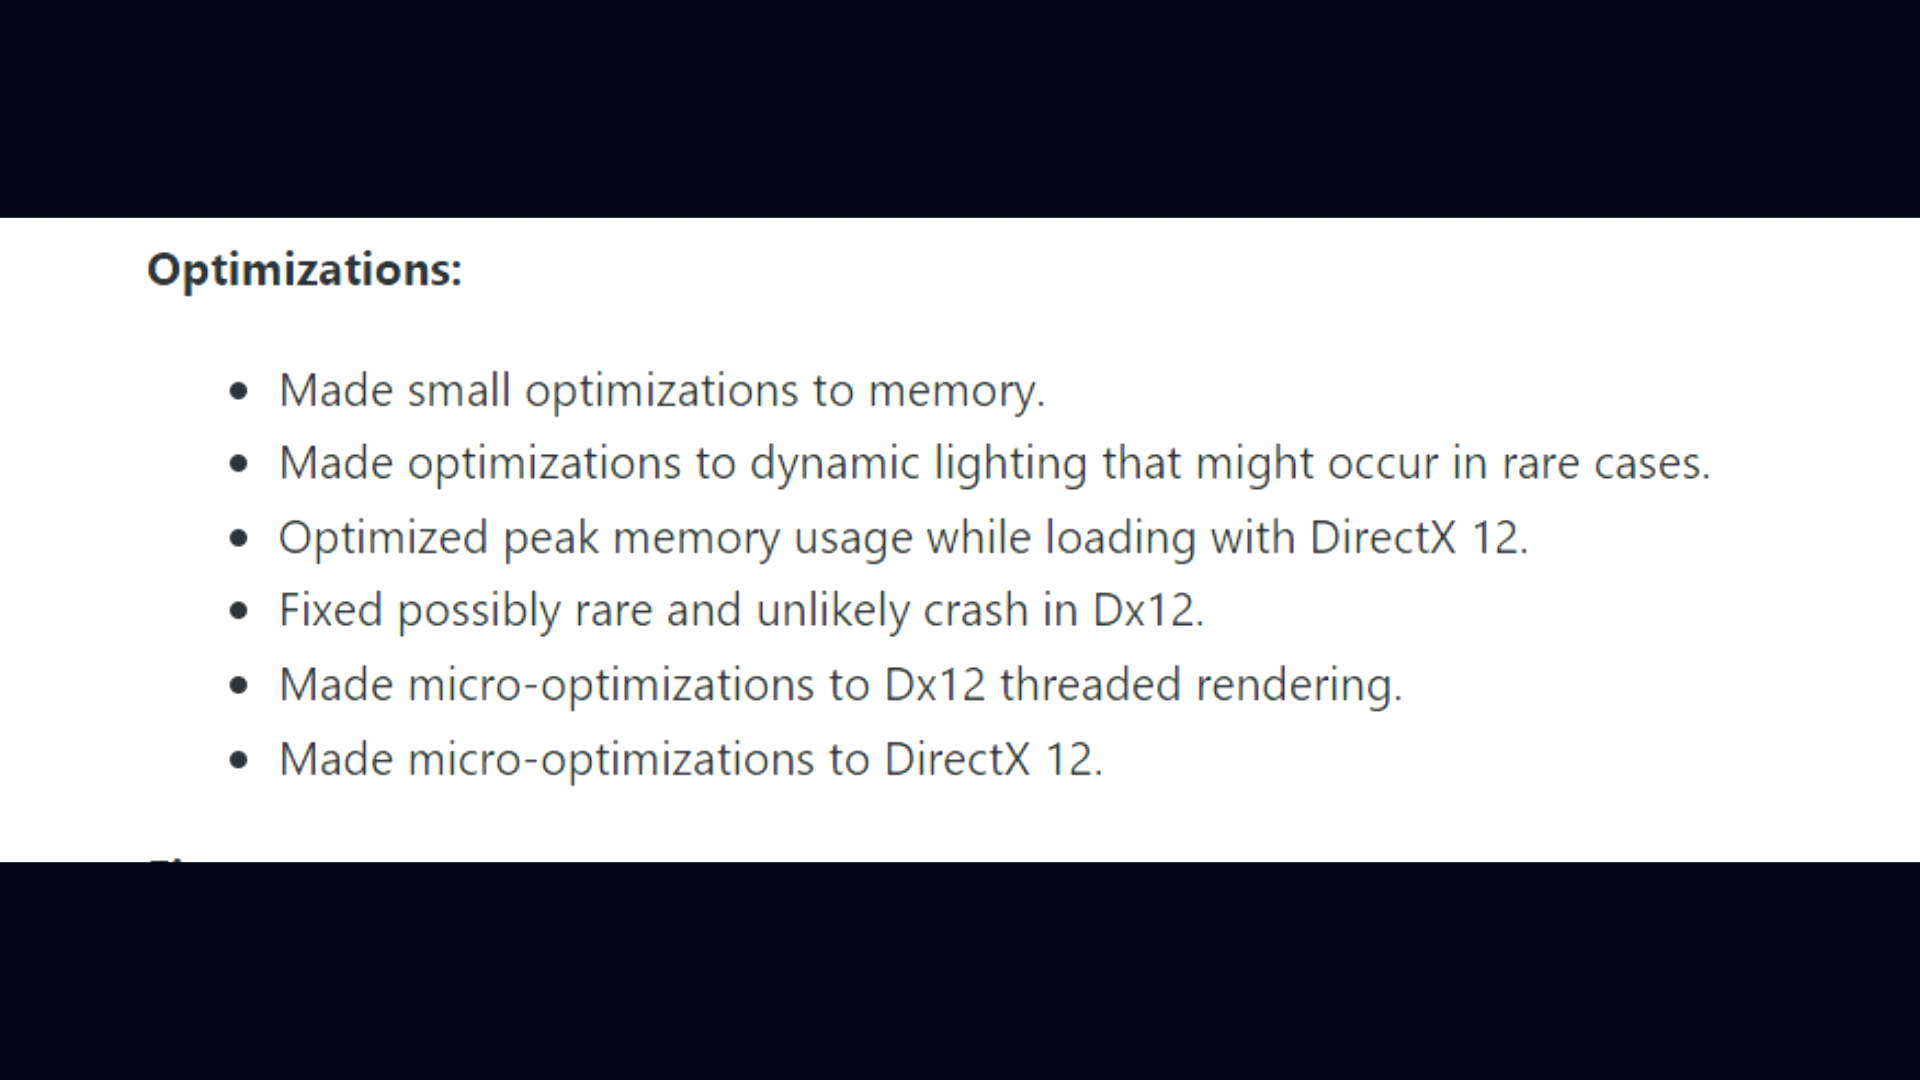 Optimizations:
Made small optimizations to memory.
Made optimizations to dynamic lighting that might occur in rare cases.
Optimized peak memory usage while loading with DirectX 12.
Fixed possibly rare and unlikely crash in Dx12.
Made micro-optimizations to Dx12 threaded rendering.
Made micro-optimizations to DirectX 12.